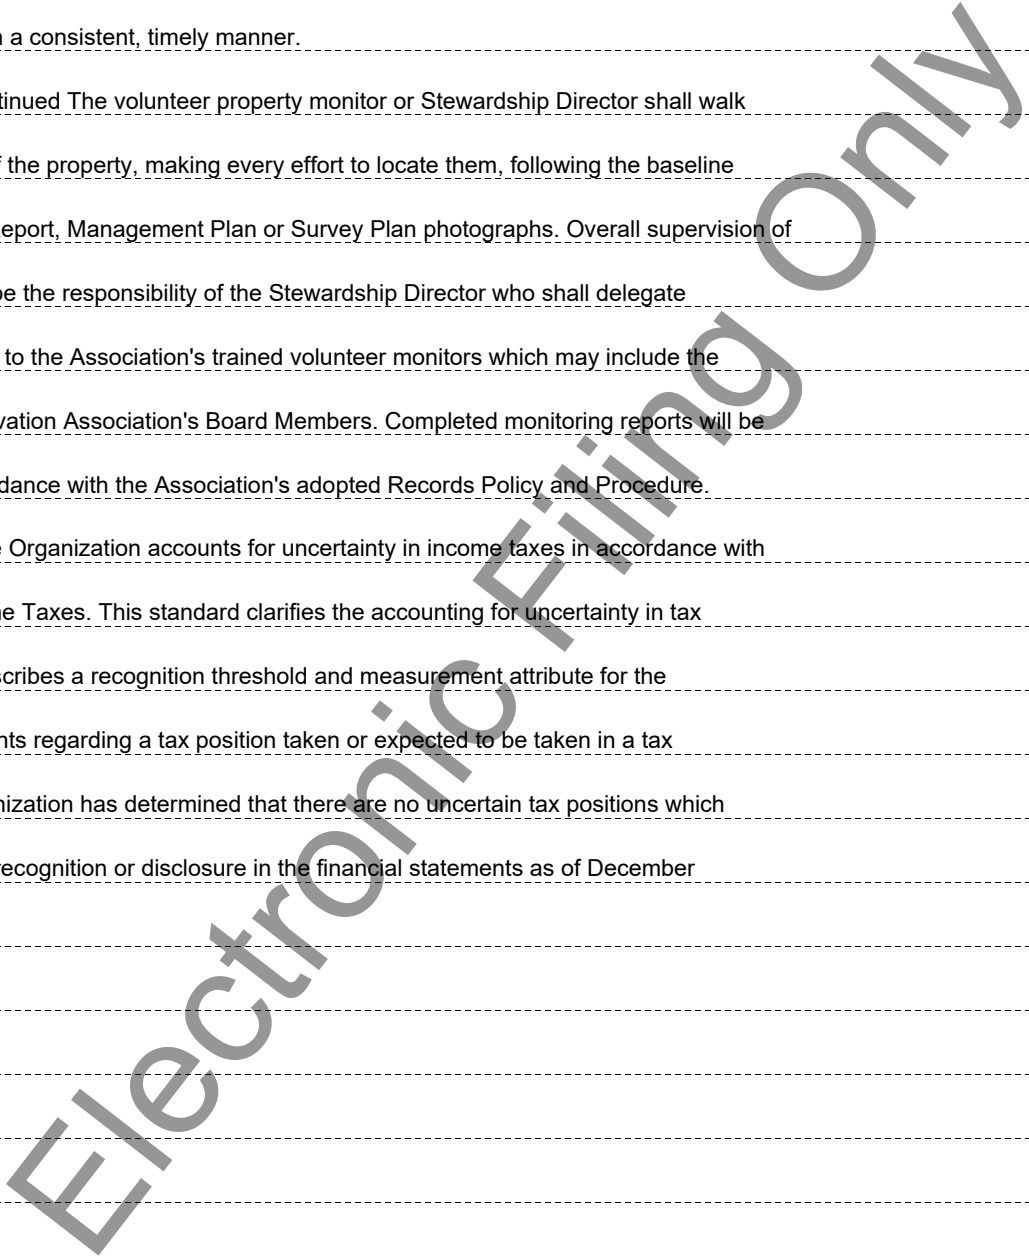 a consistent, timely manner.
tinued The volunteer property monitor or Stewardship Director shall walk
the property, making every effort to locate them, following the baseline
eport, Management Plan or Survey Plan photographs. Overall supervision of
be the responsibility of the Stewardship Director who shall delegate
to the Association's trained volunteer monitors which may include the
vation Association's Board Members. Completed monitoring reports will be
dance with the Association's adopted Records Policy and Procedure.
Organization accounts for uncertainty in income taxes in accordance with
e Taxes. This standard clarifies the accounting for uncertainty in tax
scribes a recognition threshold and measurement attribute for the
nts regarding a tax position taken or expected to be taken in a tax
nization has determined that there are no uncertain tax positions which
recognition or disclosure in the financial statements as of December
Electronic Filing Only